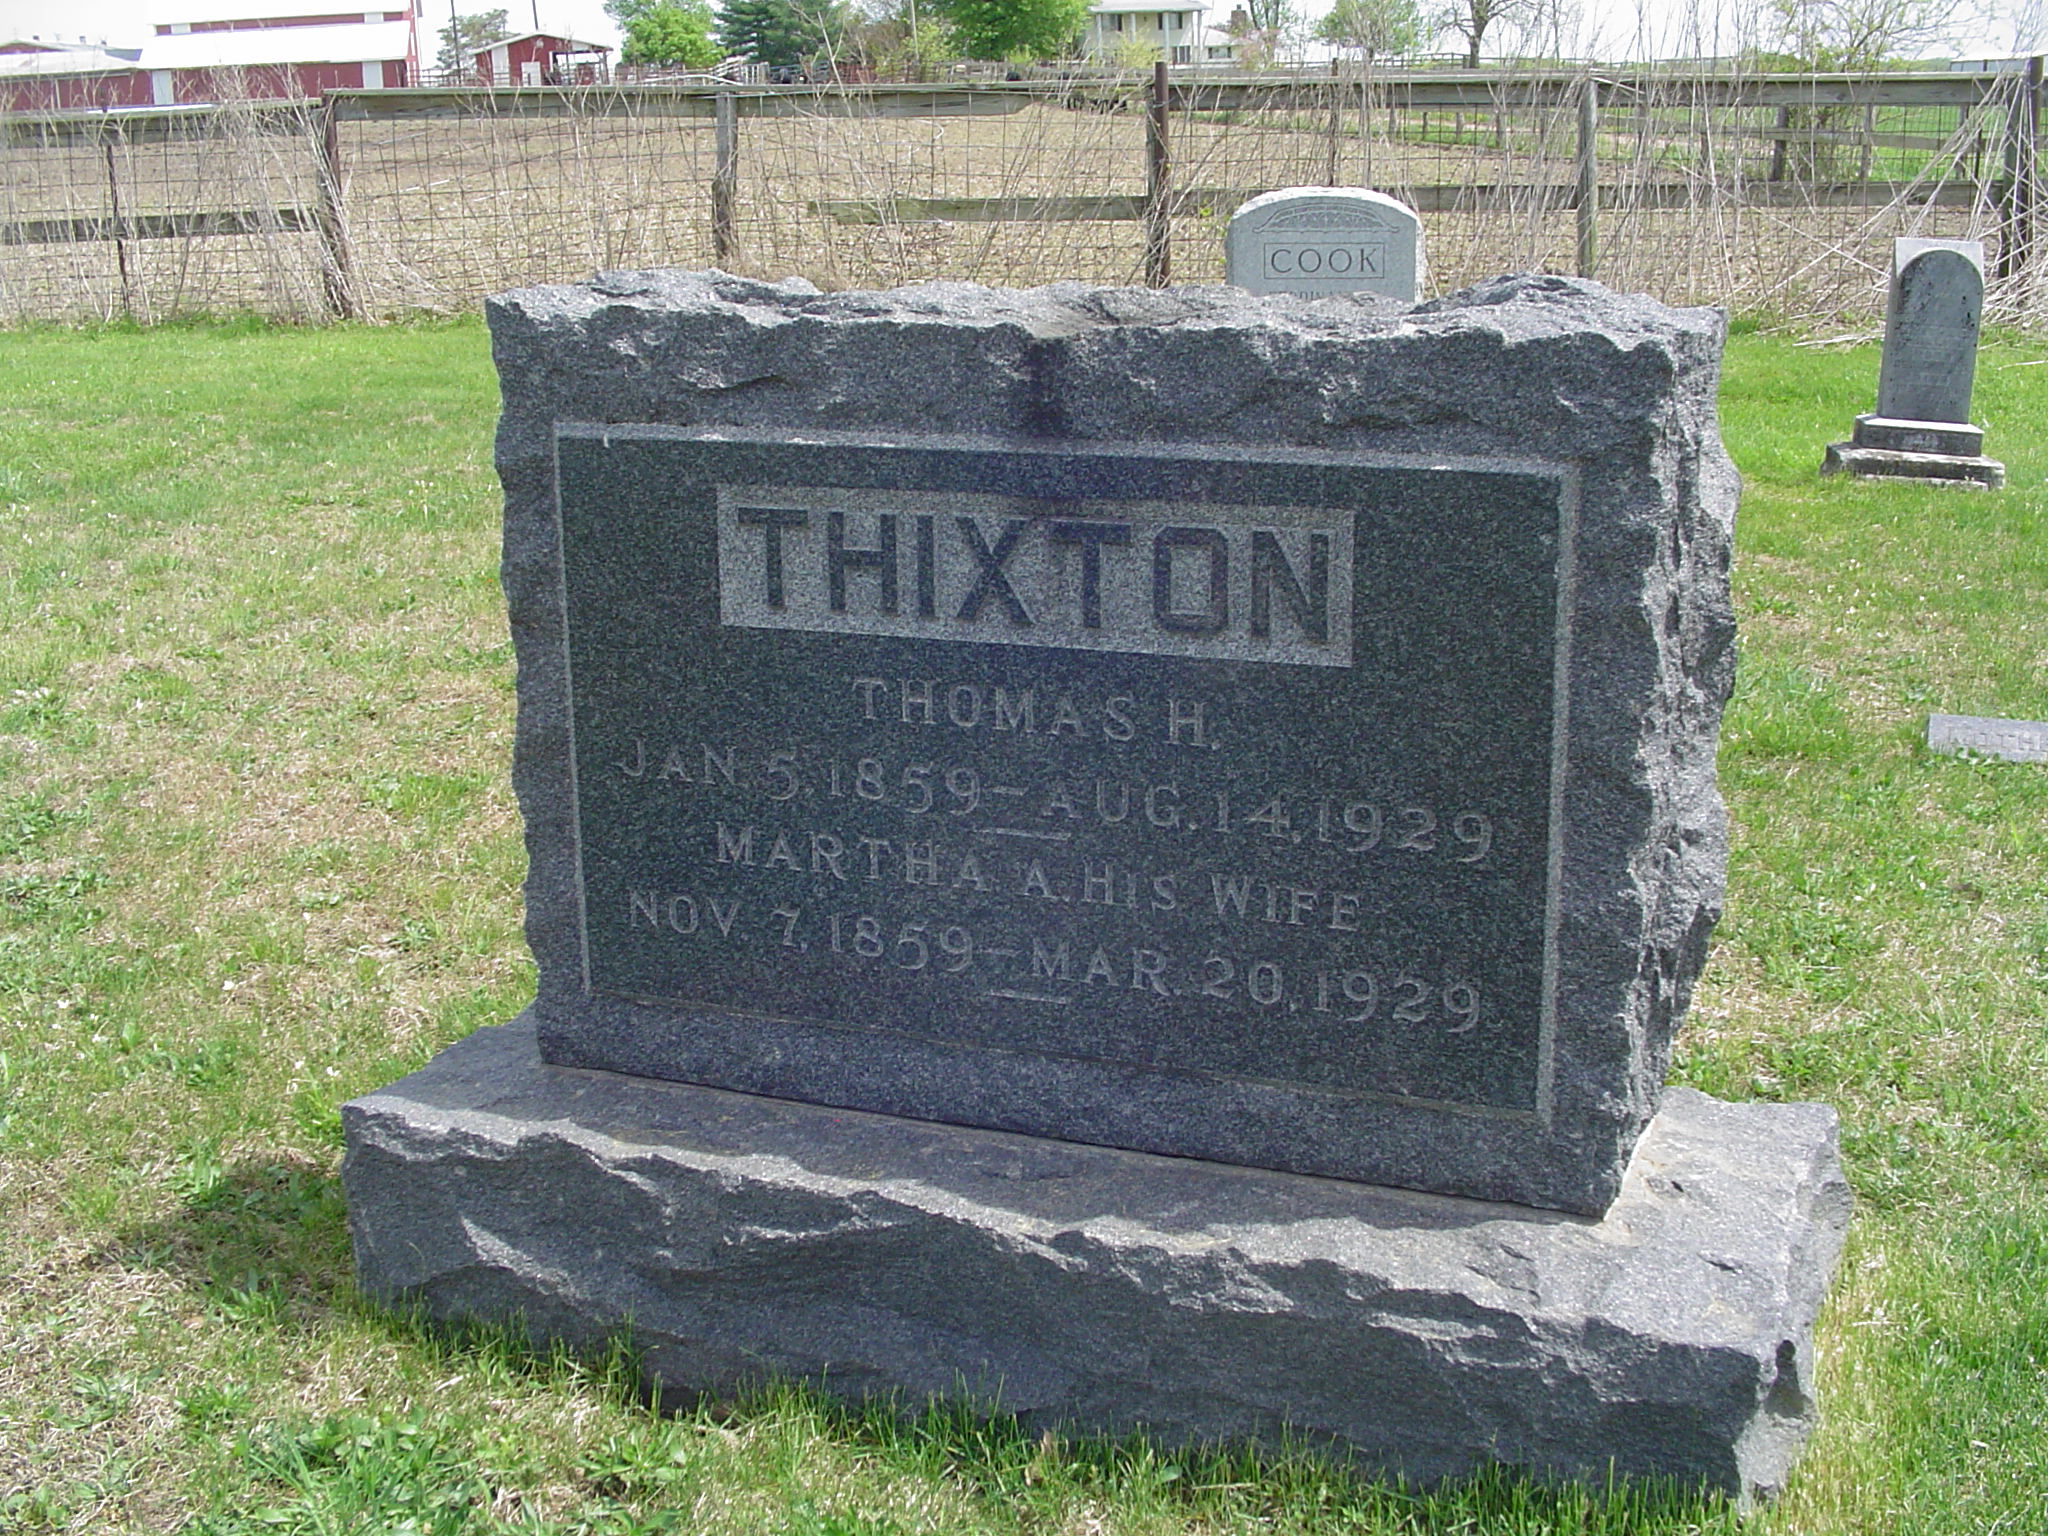 COOK
THIXTON
THOMAS H.
JAN. 5, 1859 — AUG. 14, 1929
MARTHA A. HIS WIFE
NOV. 7, 1859 — MAR. 20, 1929